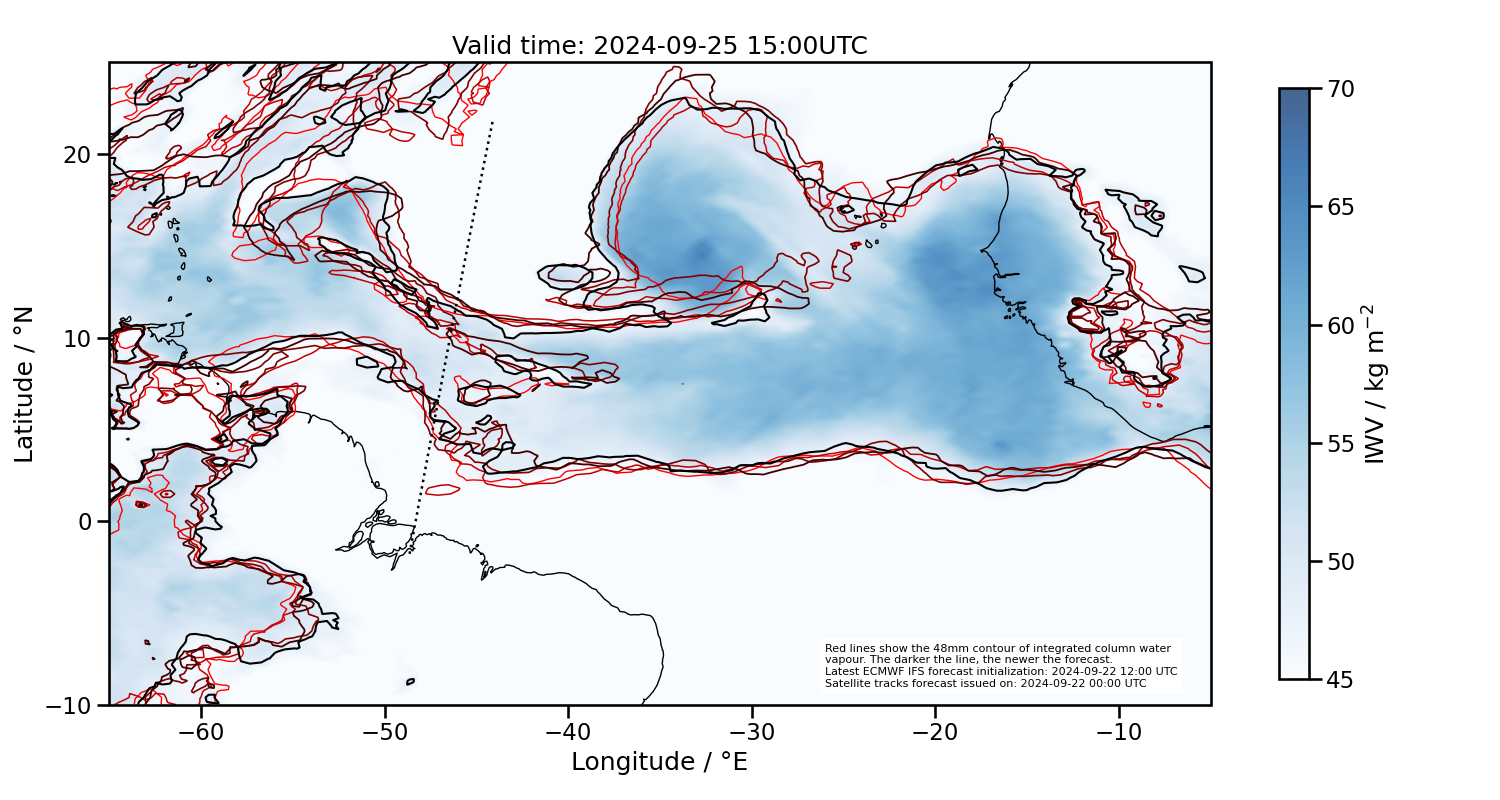 Valid time: 2024-09-25 15:00UTC
20
10
0
−10
Latitude / °N
−60
−50
−40
−30
−20
−10
Longitude / °E
Red lines show the 48mm contour of integrated column water
vapour. The darker the line, the newer the forecast.
Latest ECMWF IFS forecast initialization: 2024-09-22 12:00 UTC
Satellite tracks forecast issued on: 2024-09-22 00:00 UTC
70
65
60
55
50
45
IWV / kg m⁻²